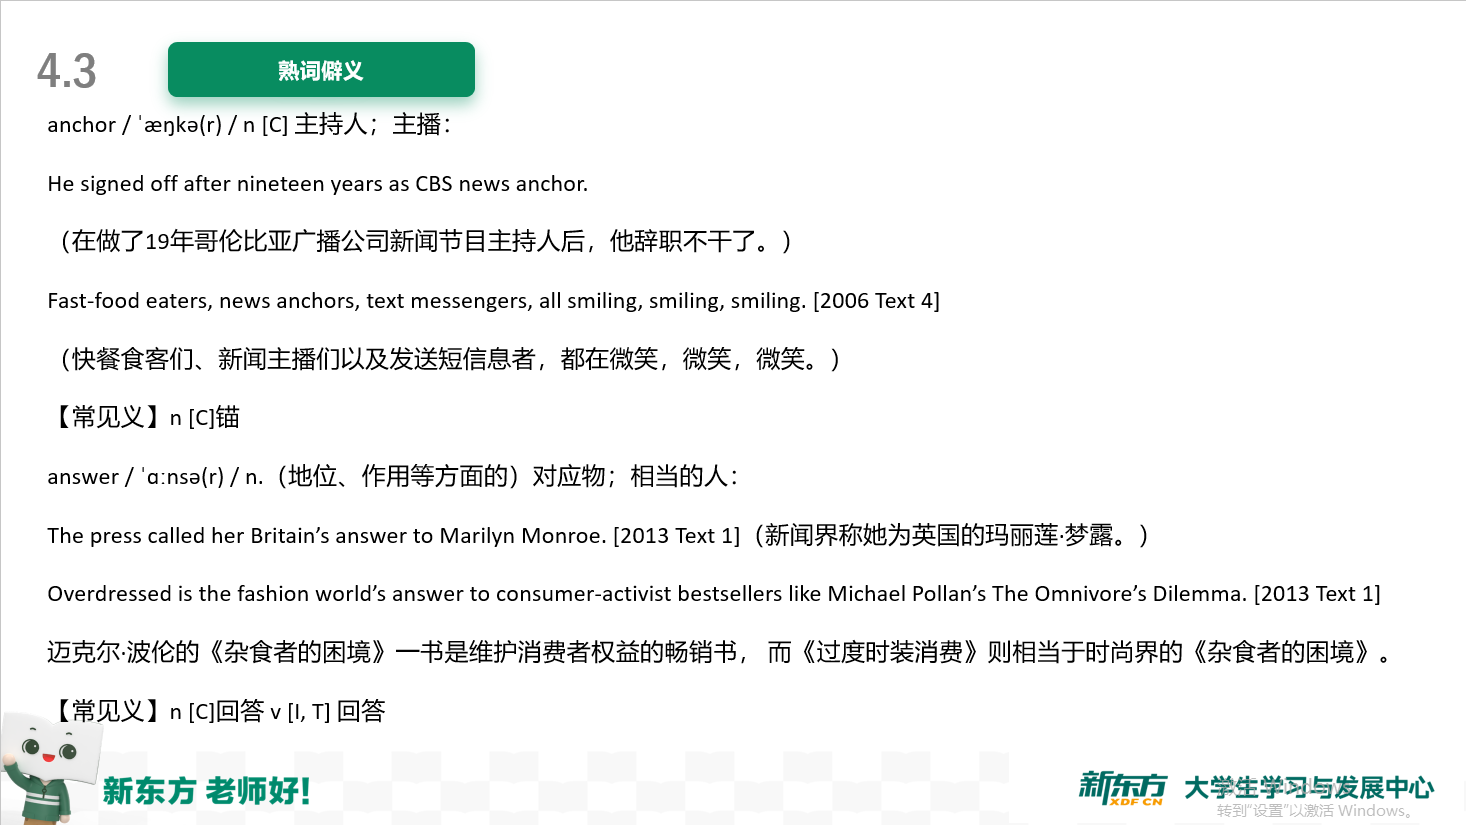 4.3
熟词僻义
anchor / ˈæŋkə(r) / n [C] 主持人；主播：
He signed off after nineteen years as CBS news anchor.
（在做了19年哥伦比亚广播公司新闻节目主持人后，他辞职不干了。）
Fast-food eaters, news anchors, text messengers, all smiling, smiling, smiling. [2006 Text 4]
（快餐食客们、新闻主播们以及发送短信息者，都在微笑，微笑，微笑。）
【常见义】n [C]锚
answer / ˈɑːnsə(r) / n.（地位、作用等方面的）对应物；相当的人：
The press called her Britain’s answer to Marilyn Monroe. [2013 Text 1]（新闻界称她为英国的玛丽莲·梦露。）
Overdressed is the fashion world’s answer to consumer-activist bestsellers like Michael Pollan’s The Omnivore’s Dilemma. [2013 Text 1]
迈克尔·波伦的《杂食者的困境》一书是维护消费者权益的畅销书， 而《过度时装消费》则相当于时尚界的《杂食者的困境》。
【常见义】n [C]回答 v [I, T] 回答
新东方 老师好！
新东方 XDF.CN 大学生学习与发展中心
激活 Windows
转到“设置”以激活 Windows。